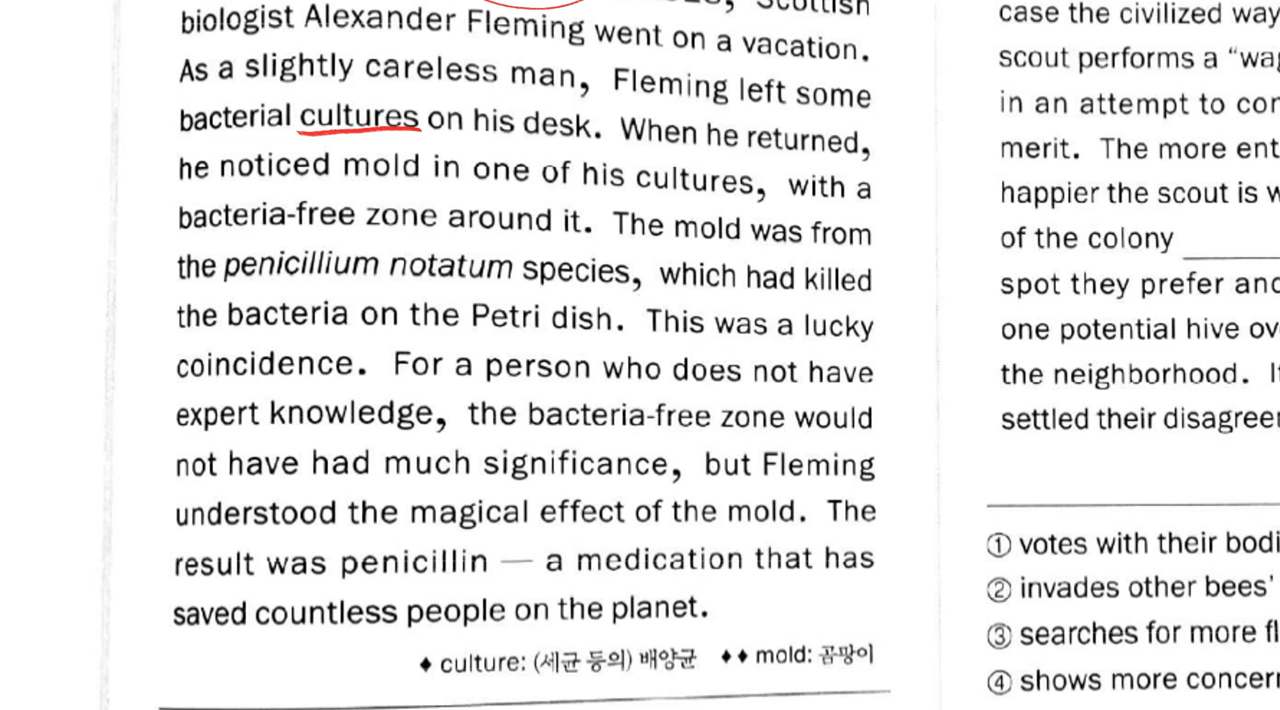 Scottish
biologist Alexander Fleming went on a vacation.
As a slightly careless man, Fleming left some
bacterial cultures on his desk. When he returned,
he noticed mold in one of his cultures, with a
bacteria-free zone around it. The mold was from
the penicillium notatum species, which had killed
the bacteria on the Petri dish. This was a lucky
coincidence. For a person who does not have
expert knowledge, the bacteria-free zone would
not have had much significance, but Fleming
understood the magical effect of the mold. The
result was penicillin — a medication that has
saved countless people on the planet.
♦ culture: (세균 등의) 배양균 ♦♦ mold: 곰팡이
case the civilized way
scout performs a “wag
in an attempt to
merit. The more
happier the scout is
of the colony
spot they prefer
one potential hive
the neighborhood.
settled their
① votes with their
② invades other bees'
③ searches for more
④ shows more